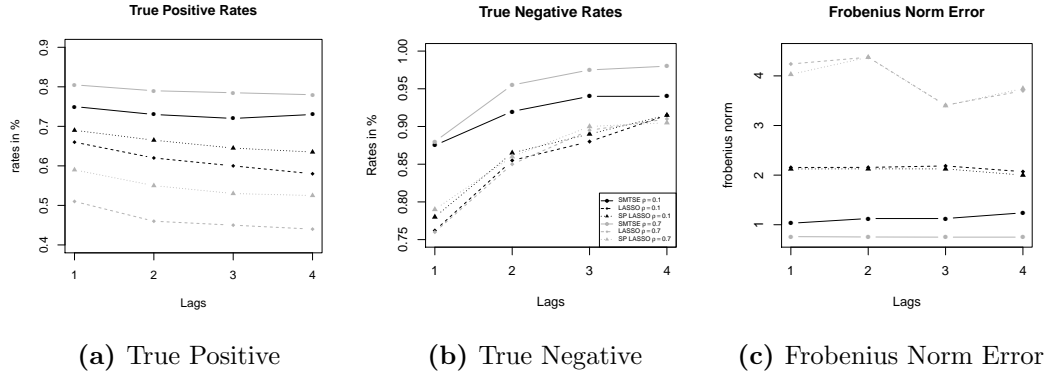 True Positive Rates
rates in %
0.9
0.8
0.7
0.6
0.5
0.4
1 2 3 4
Lags
(a) True Positive
True Negative Rates
Rates in %
1.00
0.95
0.90
0.85
0.80
0.75
SMTSE ρ = 0.1
LASSO ρ = 0.1
SP LASSO ρ = 0.1
SMTSE ρ = 0.7
LASSO ρ = 0.7
SP LASSO ρ = 0.7
1 2 3 4
Lags
(b) True Negative
Frobenius Norm Error
frobenius norm
4
3
2
1
1 2 3 4
Lags
(c) Frobenius Norm Error